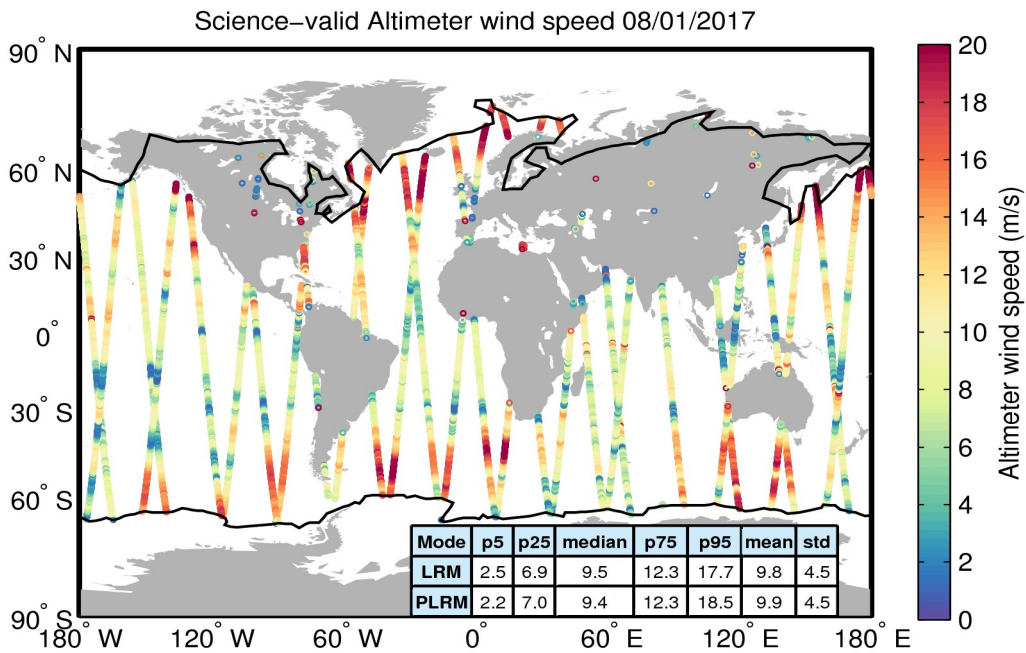 Science−valid Altimeter wind speed 08/01/2017
90° N
60° N
30° N
0°
30° S
60° S
90° S
180° W
120° W
60° W
0°
60° E
120° E
180° E
Mode p5 p25 median p75 p95 mean std
LRM 2.5 6.9 9.5 12.3 17.7 9.8 4.5
PLRM 2.2 7.0 9.4 12.3 18.5 9.9 4.5
20
18
16
14
12
10
8
6
4
2
0
Altimeter wind speed (m/s)